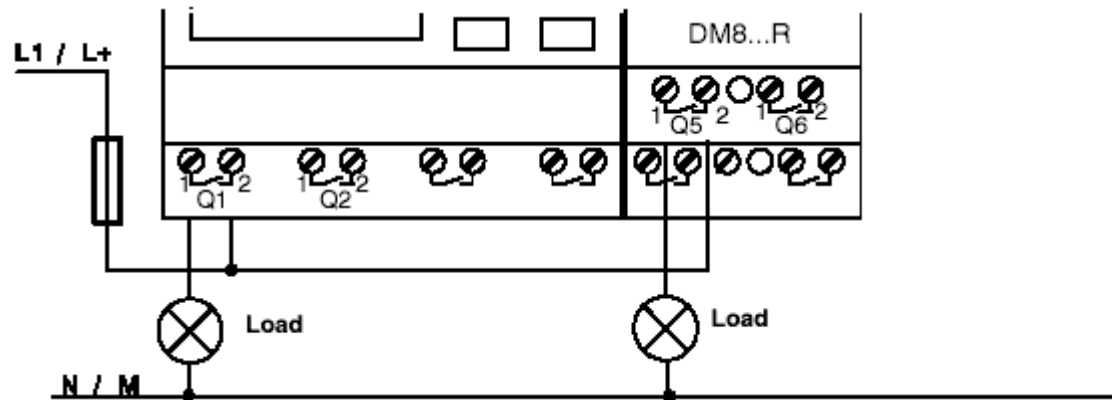 DM8...R
L1 / L+
1 Q5 2 1 Q6 2
1 Q1 2 1 Q2 2
Load Load
N / M